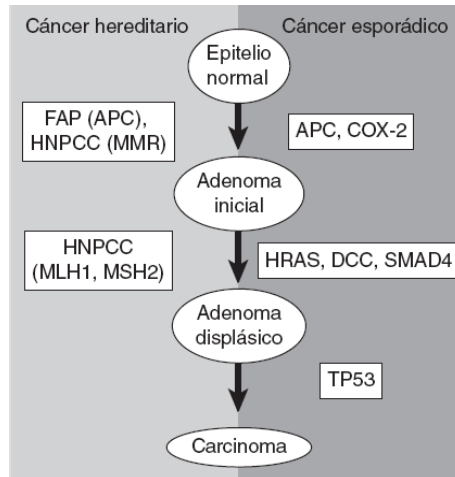 Cáncer hereditario
Cáncer esporádico
Epitelio
normal
FAP (APC),
HNPCC (MMR)
APC, COX-2
Adenoma
inicial
HNPCC
(MLH1, MSH2)
HRAS, DCC, SMAD4
Adenoma
displásico
TP53
Carcinoma